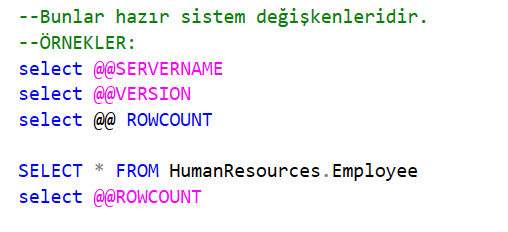 --Bunlar hazır sistem değişkenleridir.
--ÖRNEKLER:
select @@SERVERNAME
select @@VERSION
select @@ ROWCOUNT
SELECT * FROM HumanResources.Employee
select @@ROWCOUNT